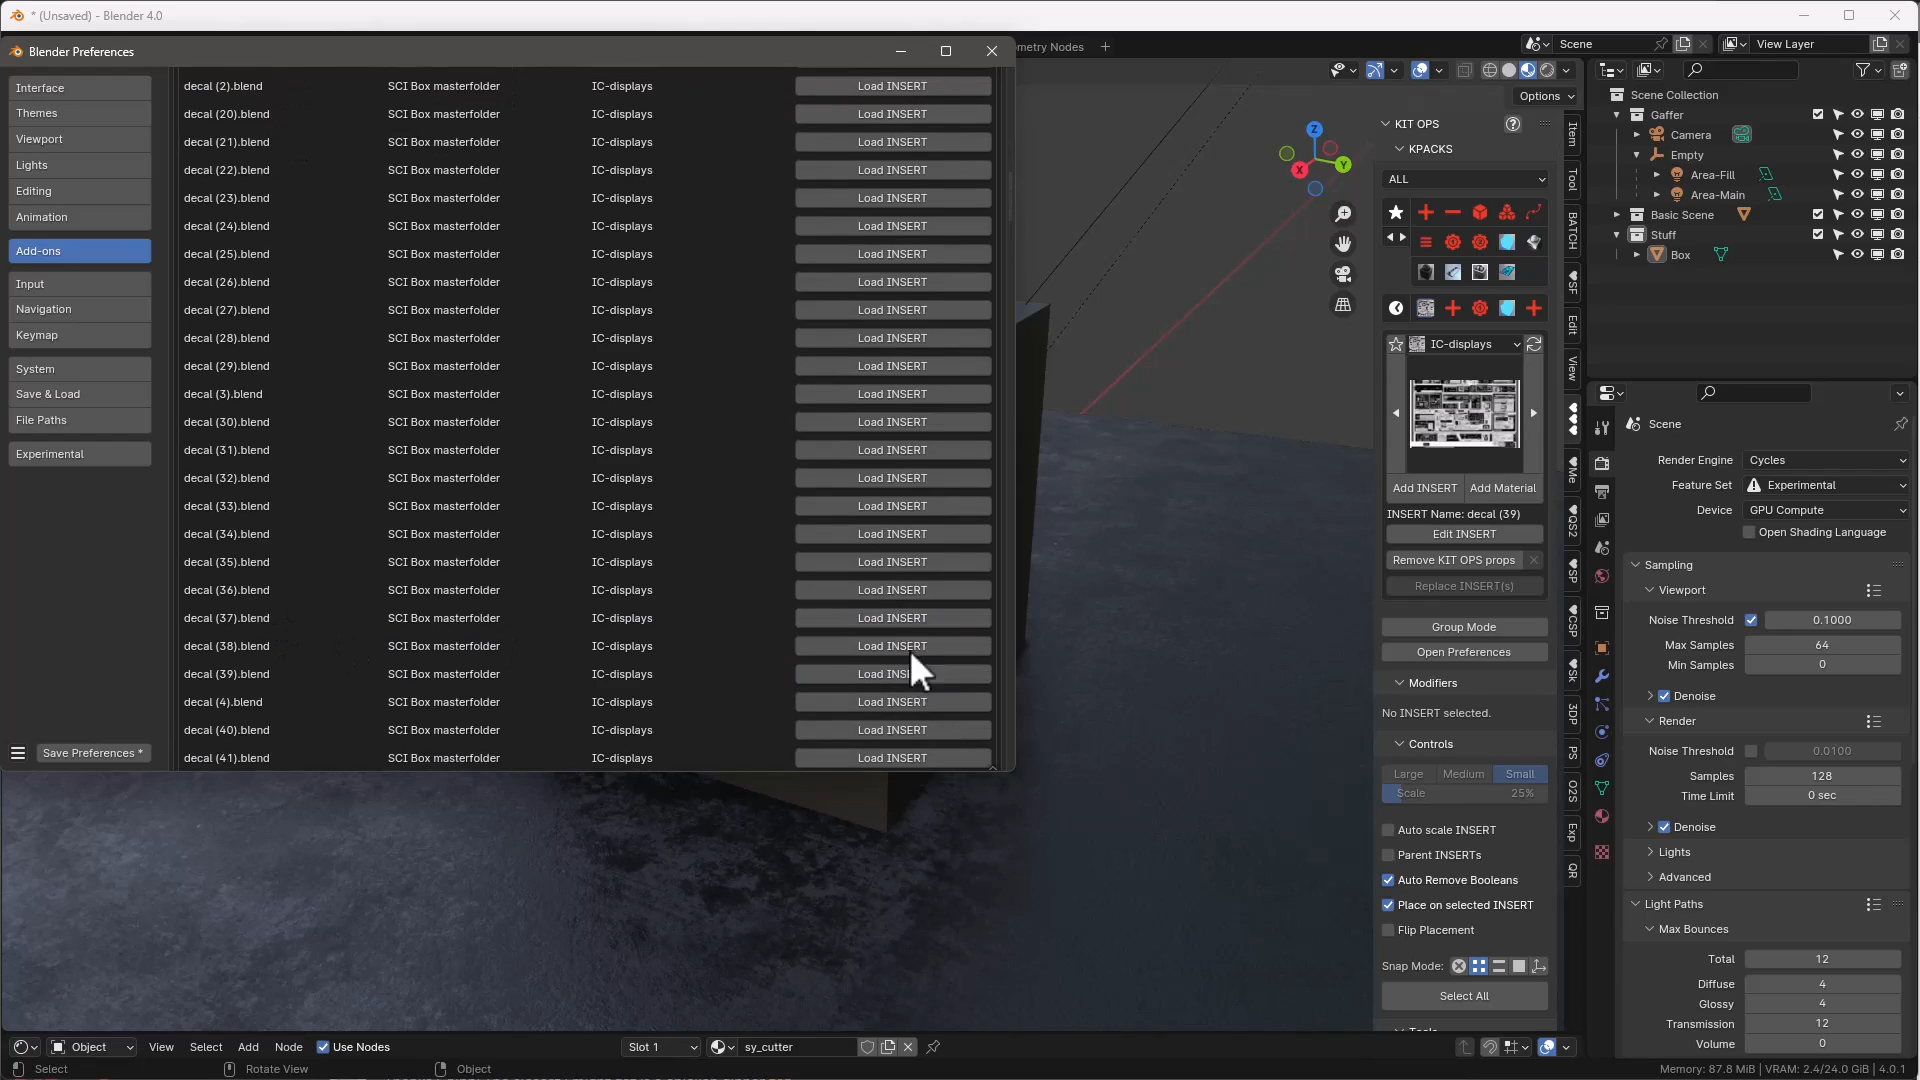 * (Unsaved) - Blender 4.0
Blender Preferences
Interface
Themes
Viewport
Lights
Editing
Animation
Add-ons
Input
Navigation
Keymap
System
Save & Load
File Paths
Experimental
Save Preferences *
decal (2).blend SCI Box masterfolder IC-displays Load INSERT
decal (20).blend SCI Box masterfolder IC-displays Load INSERT
decal (21).blend SCI Box masterfolder IC-displays Load INSERT
decal (22).blend SCI Box masterfolder IC-displays Load INSERT
decal (23).blend SCI Box masterfolder IC-displays Load INSERT
decal (24).blend SCI Box masterfolder IC-displays Load INSERT
decal (25).blend SCI Box masterfolder IC-displays Load INSERT
decal (26).blend SCI Box masterfolder IC-displays Load INSERT
decal (27).blend SCI Box masterfolder IC-displays Load INSERT
decal (28).blend SCI Box masterfolder IC-displays Load INSERT
decal (29).blend SCI Box masterfolder IC-displays Load INSERT
decal (3).blend SCI Box masterfolder IC-displays Load INSERT
decal (30).blend SCI Box masterfolder IC-displays Load INSERT
decal (31).blend SCI Box masterfolder IC-displays Load INSERT
decal (32).blend SCI Box masterfolder IC-displays Load INSERT
decal (33).blend SCI Box masterfolder IC-displays Load INSERT
decal (34).blend SCI Box masterfolder IC-displays Load INSERT
decal (35).blend SCI Box masterfolder IC-displays Load INSERT
decal (36).blend SCI Box masterfolder IC-displays Load INSERT
decal (37).blend SCI Box masterfolder IC-displays Load INSERT
decal (38).blend SCI Box masterfolder IC-displays Load INSERT
decal (39).blend SCI Box masterfolder IC-displays Load
decal (4).blend SCI Box masterfolder IC-displays Load INSERT
decal (40).blend SCI Box masterfolder IC-displays Load INSERT
decal (41).blend SCI Box masterfolder IC-displays Load INSERT
ometry Nodes +
Options
Z
Y
X
KIT OPS
KPACKS
ALL
IC-displays
Add INSERT Add Material
INSERT Name: decal (39)
Edit INSERT
Remove KIT OPS props
Replace INSERT(s)
Group Mode
Open Preferences
Modifiers
No INSERT selected.
Controls
Large Medium Small
Scale 25%
Auto scale INSERT
Parent INSERTs
Auto Remove Booleans
Place on selected INSERT
Flip Placement
Snap Mode:
Select All
Item
Tool
BATCH
SF
Edit
View
Me
QS2
SP
CSP
Sk
3DP
PS
O2S
Exp
QR
Scene View Layer
Scene Collection
Gaffer
Camera
Empty
Area-Fill
Area-Main
Basic Scene
Stuff
Box
Scene
Render Engine Cycles
Feature Set Experimental
Device GPU Compute
Open Shading Language
Sampling
Viewport
Noise Threshold 0.1000
Max Samples 64
Min Samples 0
Denoise
Render
Noise Threshold 0.0100
Samples 128
Time Limit 0 sec
Denoise
Lights
Advanced
Light Paths
Max Bounces
Total 12
Diffuse 4
Glossy 4
Transmission 12
Volume 0
Object View Select Add Node Use Nodes Slot 1 sy_cutter
Select Rotate View Object Memory: 87.8 MiB | VRAM: 2.4/24.0 GiB | 4.0.1